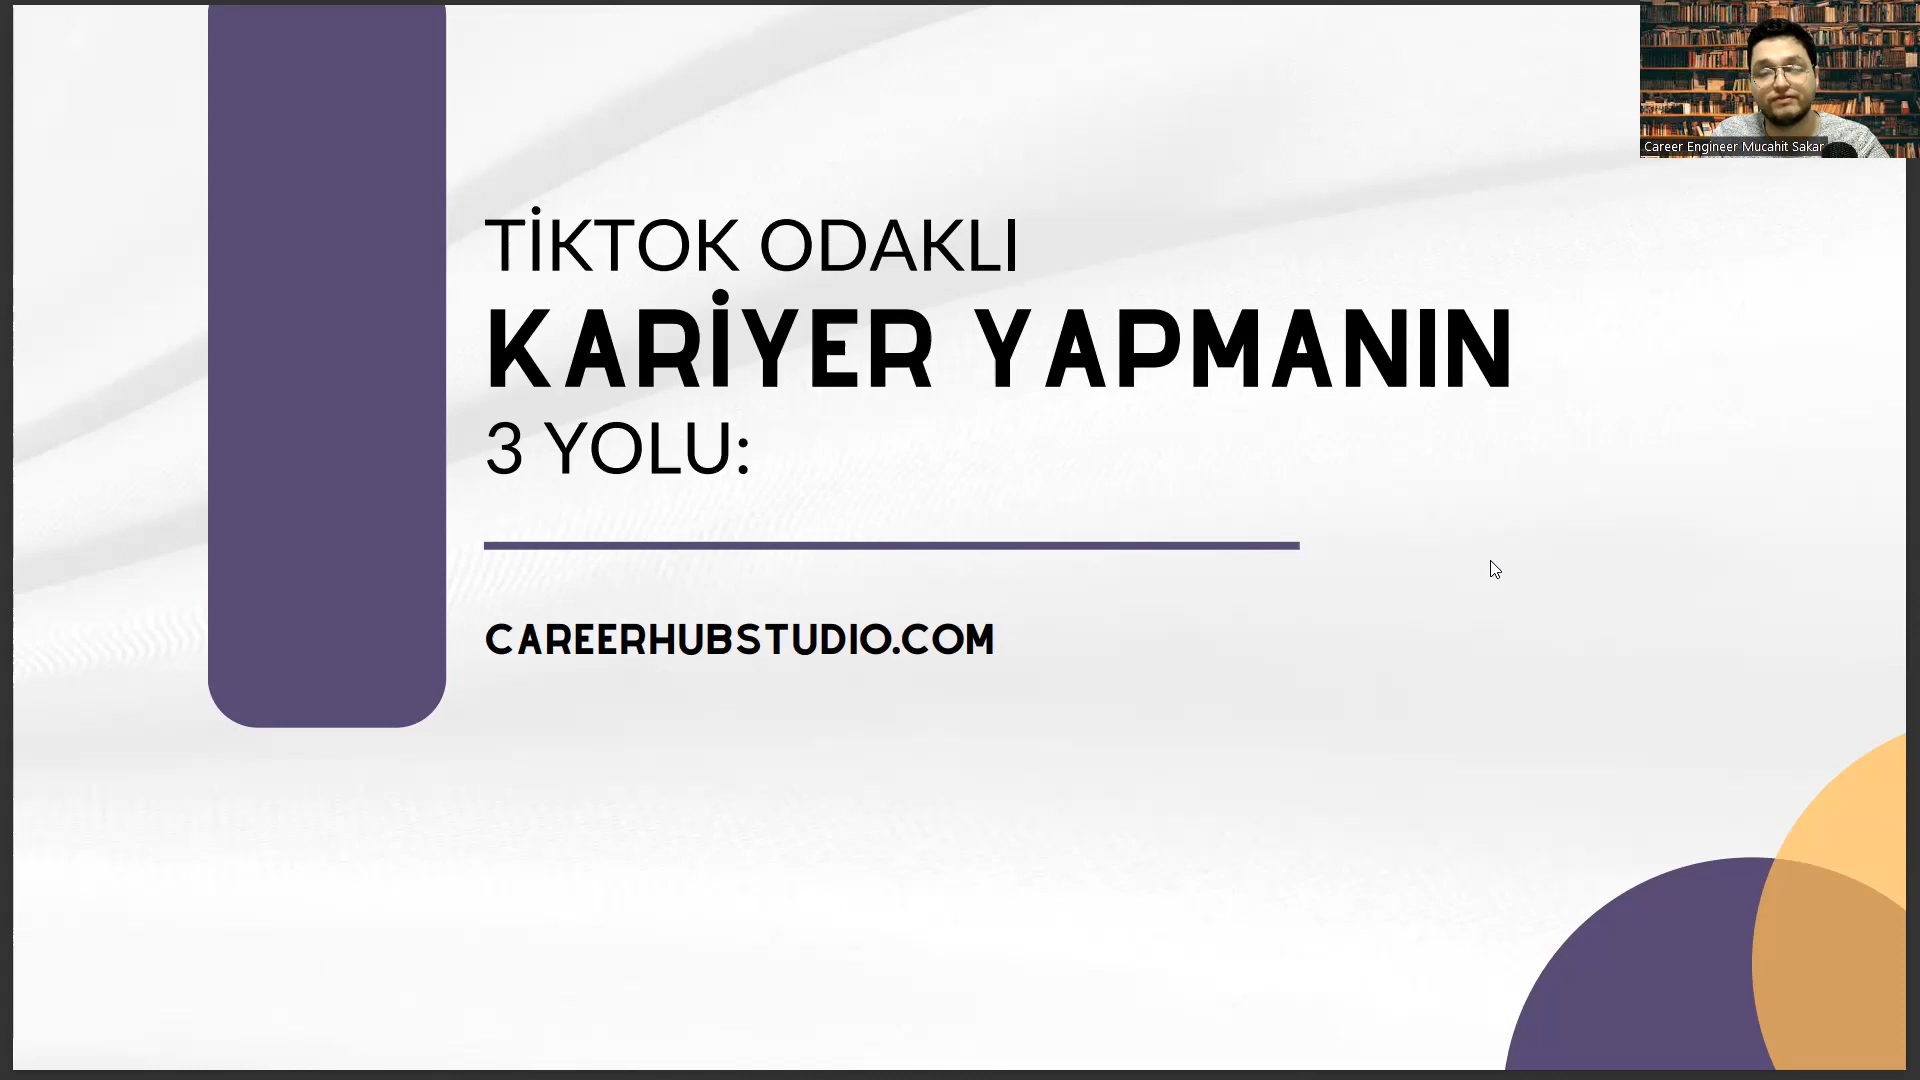 TİKTOK ODAKLI
KARİYER YAPMANIN
3 YOLU:
CAREERHUBSTUDIO.COM
Career Engineer Mucahit Sakar